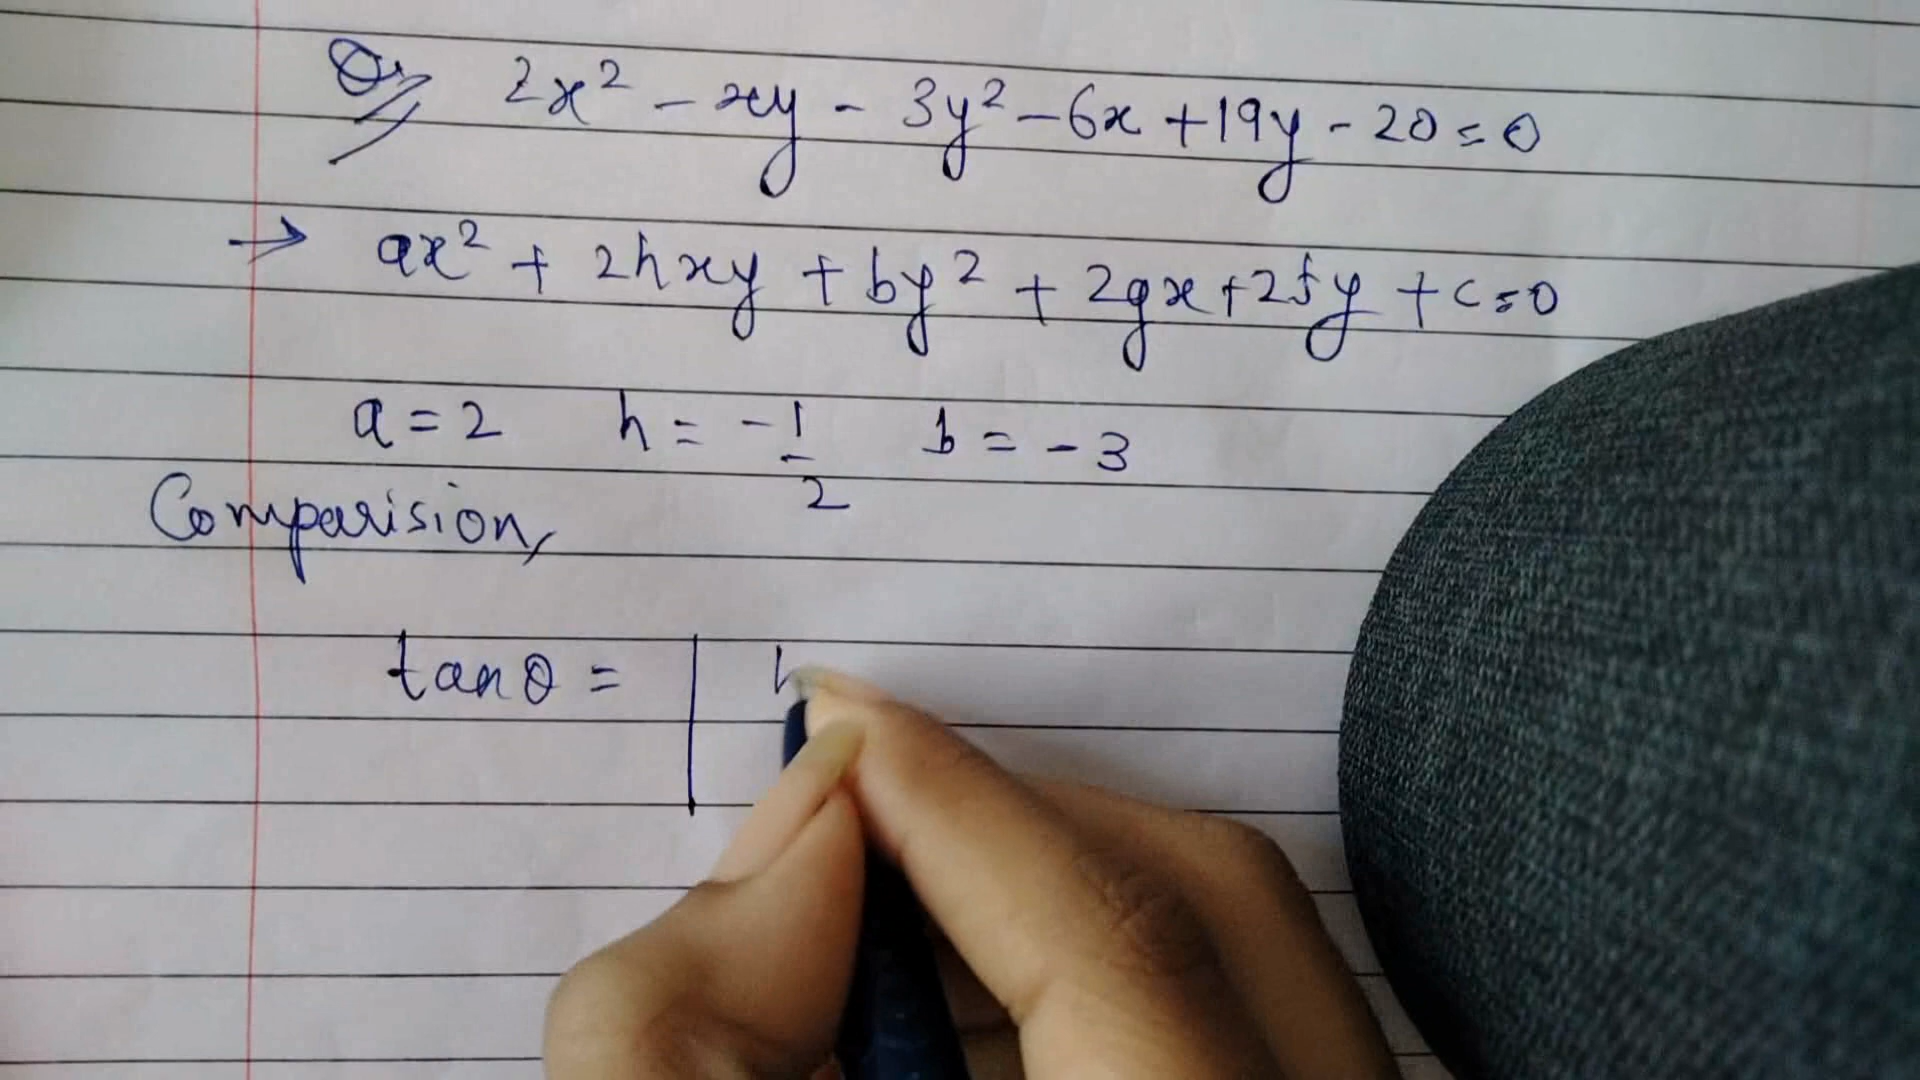 Q, 2x² - xy - 3y² - 6x + 19y - 20 = 0
→ ax² + 2hxy + by² + 2gx + 2fy + c = 0
a = 2 h = -1/2 b = -3
Comparision,
tanθ = |